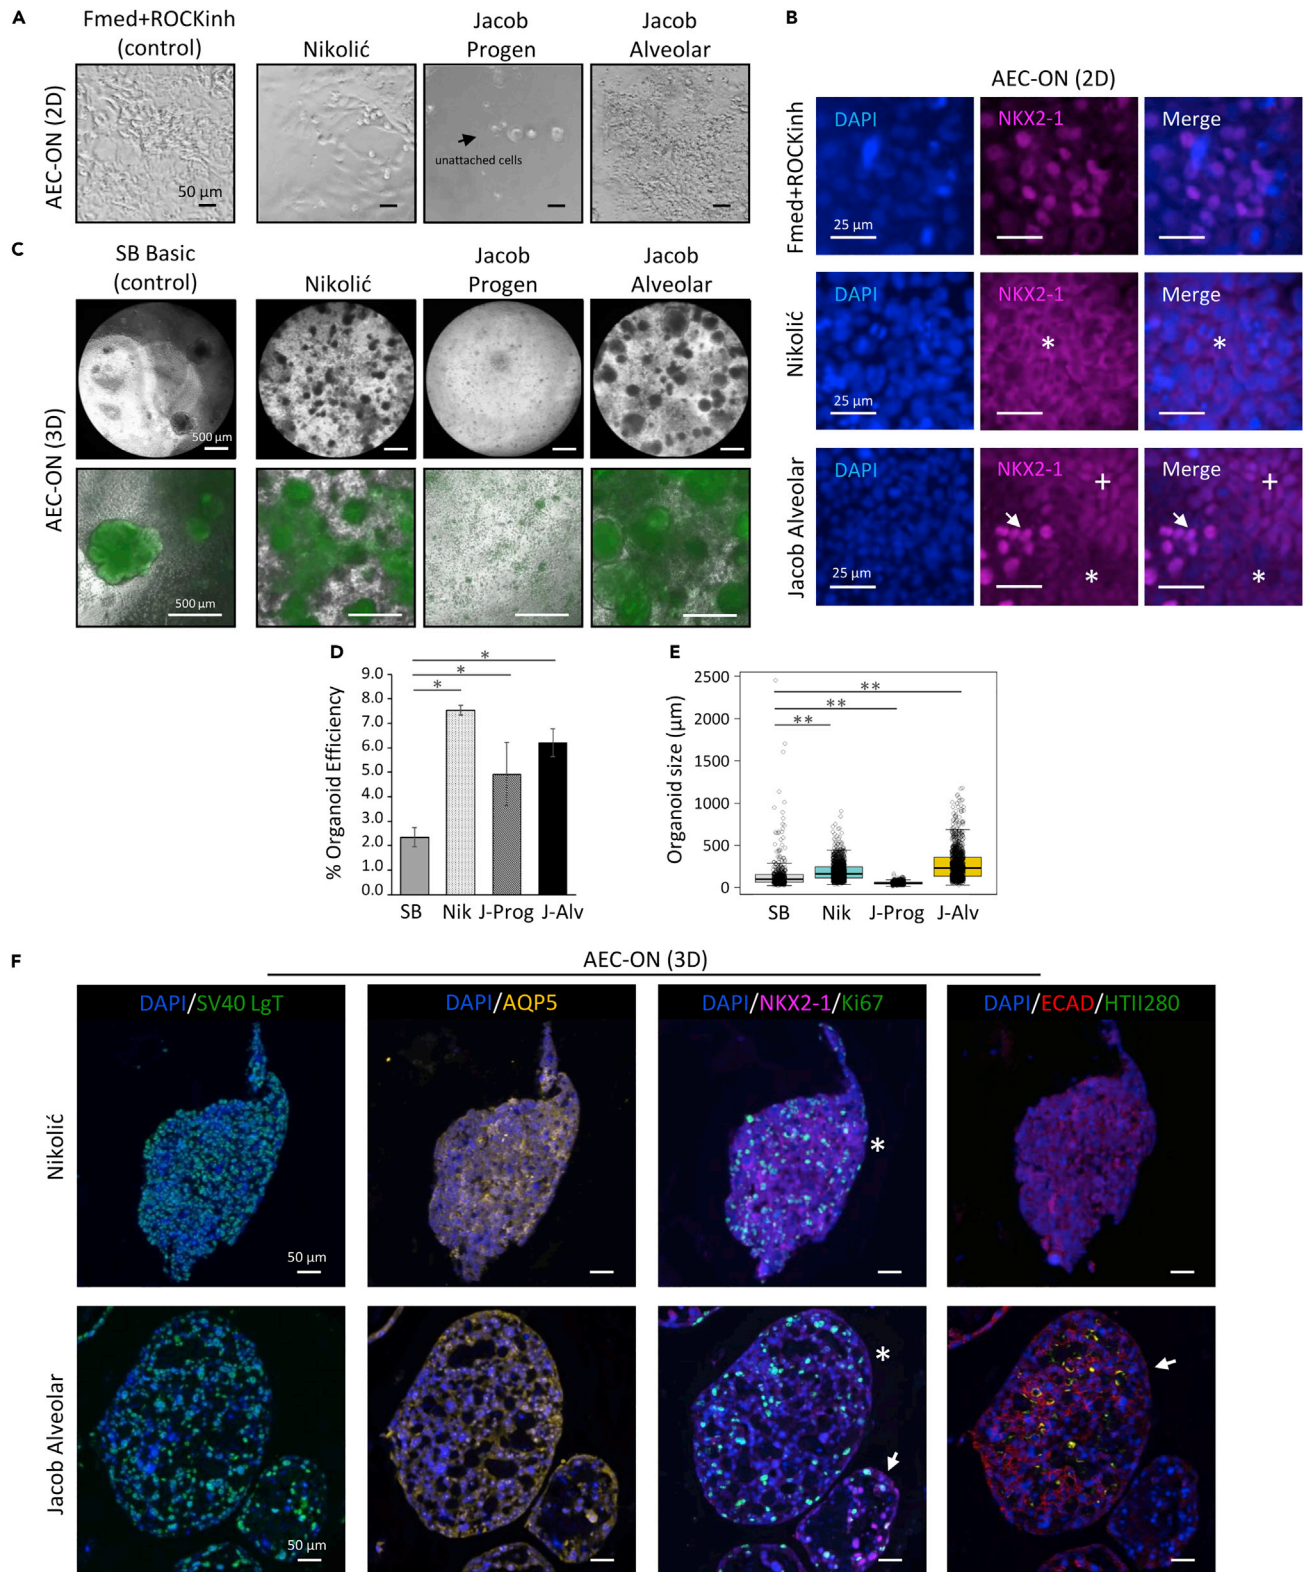 A
Fmed+ROCKinh
(control)
Nikolić
Jacob
Progen
Jacob
Alveolar
AEC-ON (2D)
50 µm
unattached cells
B
AEC-ON (2D)
Fmed+ROCKinh
DAPI
NKX2-1
Merge
25 µm
Nikolić
DAPI
NKX2-1
Merge
*
*
25 µm
Jacob Alveolar
DAPI
NKX2-1
Merge
+
+
*
*
25 µm
C
SB Basic
(control)
Nikolić
Jacob
Progen
Jacob
Alveolar
AEC-ON (3D)
500 µm
500 µm
D
% Organoid Efficiency
9.0
8.0
7.0
6.0
5.0
4.0
3.0
2.0
1.0
0.0
*
*
*
SB
Nik
J-Prog
J-Alv
E
Organoid size (µm)
2500
2000
1500
1000
500
0
**
**
**
SB
Nik
J-Prog
J-Alv
F
AEC-ON (3D)
DAPI/SV40 LgT
DAPI/AQP5
DAPI/NKX2-1/Ki67
DAPI/ECAD/HTII280
Nikolić
50 µm
*
Jacob Alveolar
50 µm
*